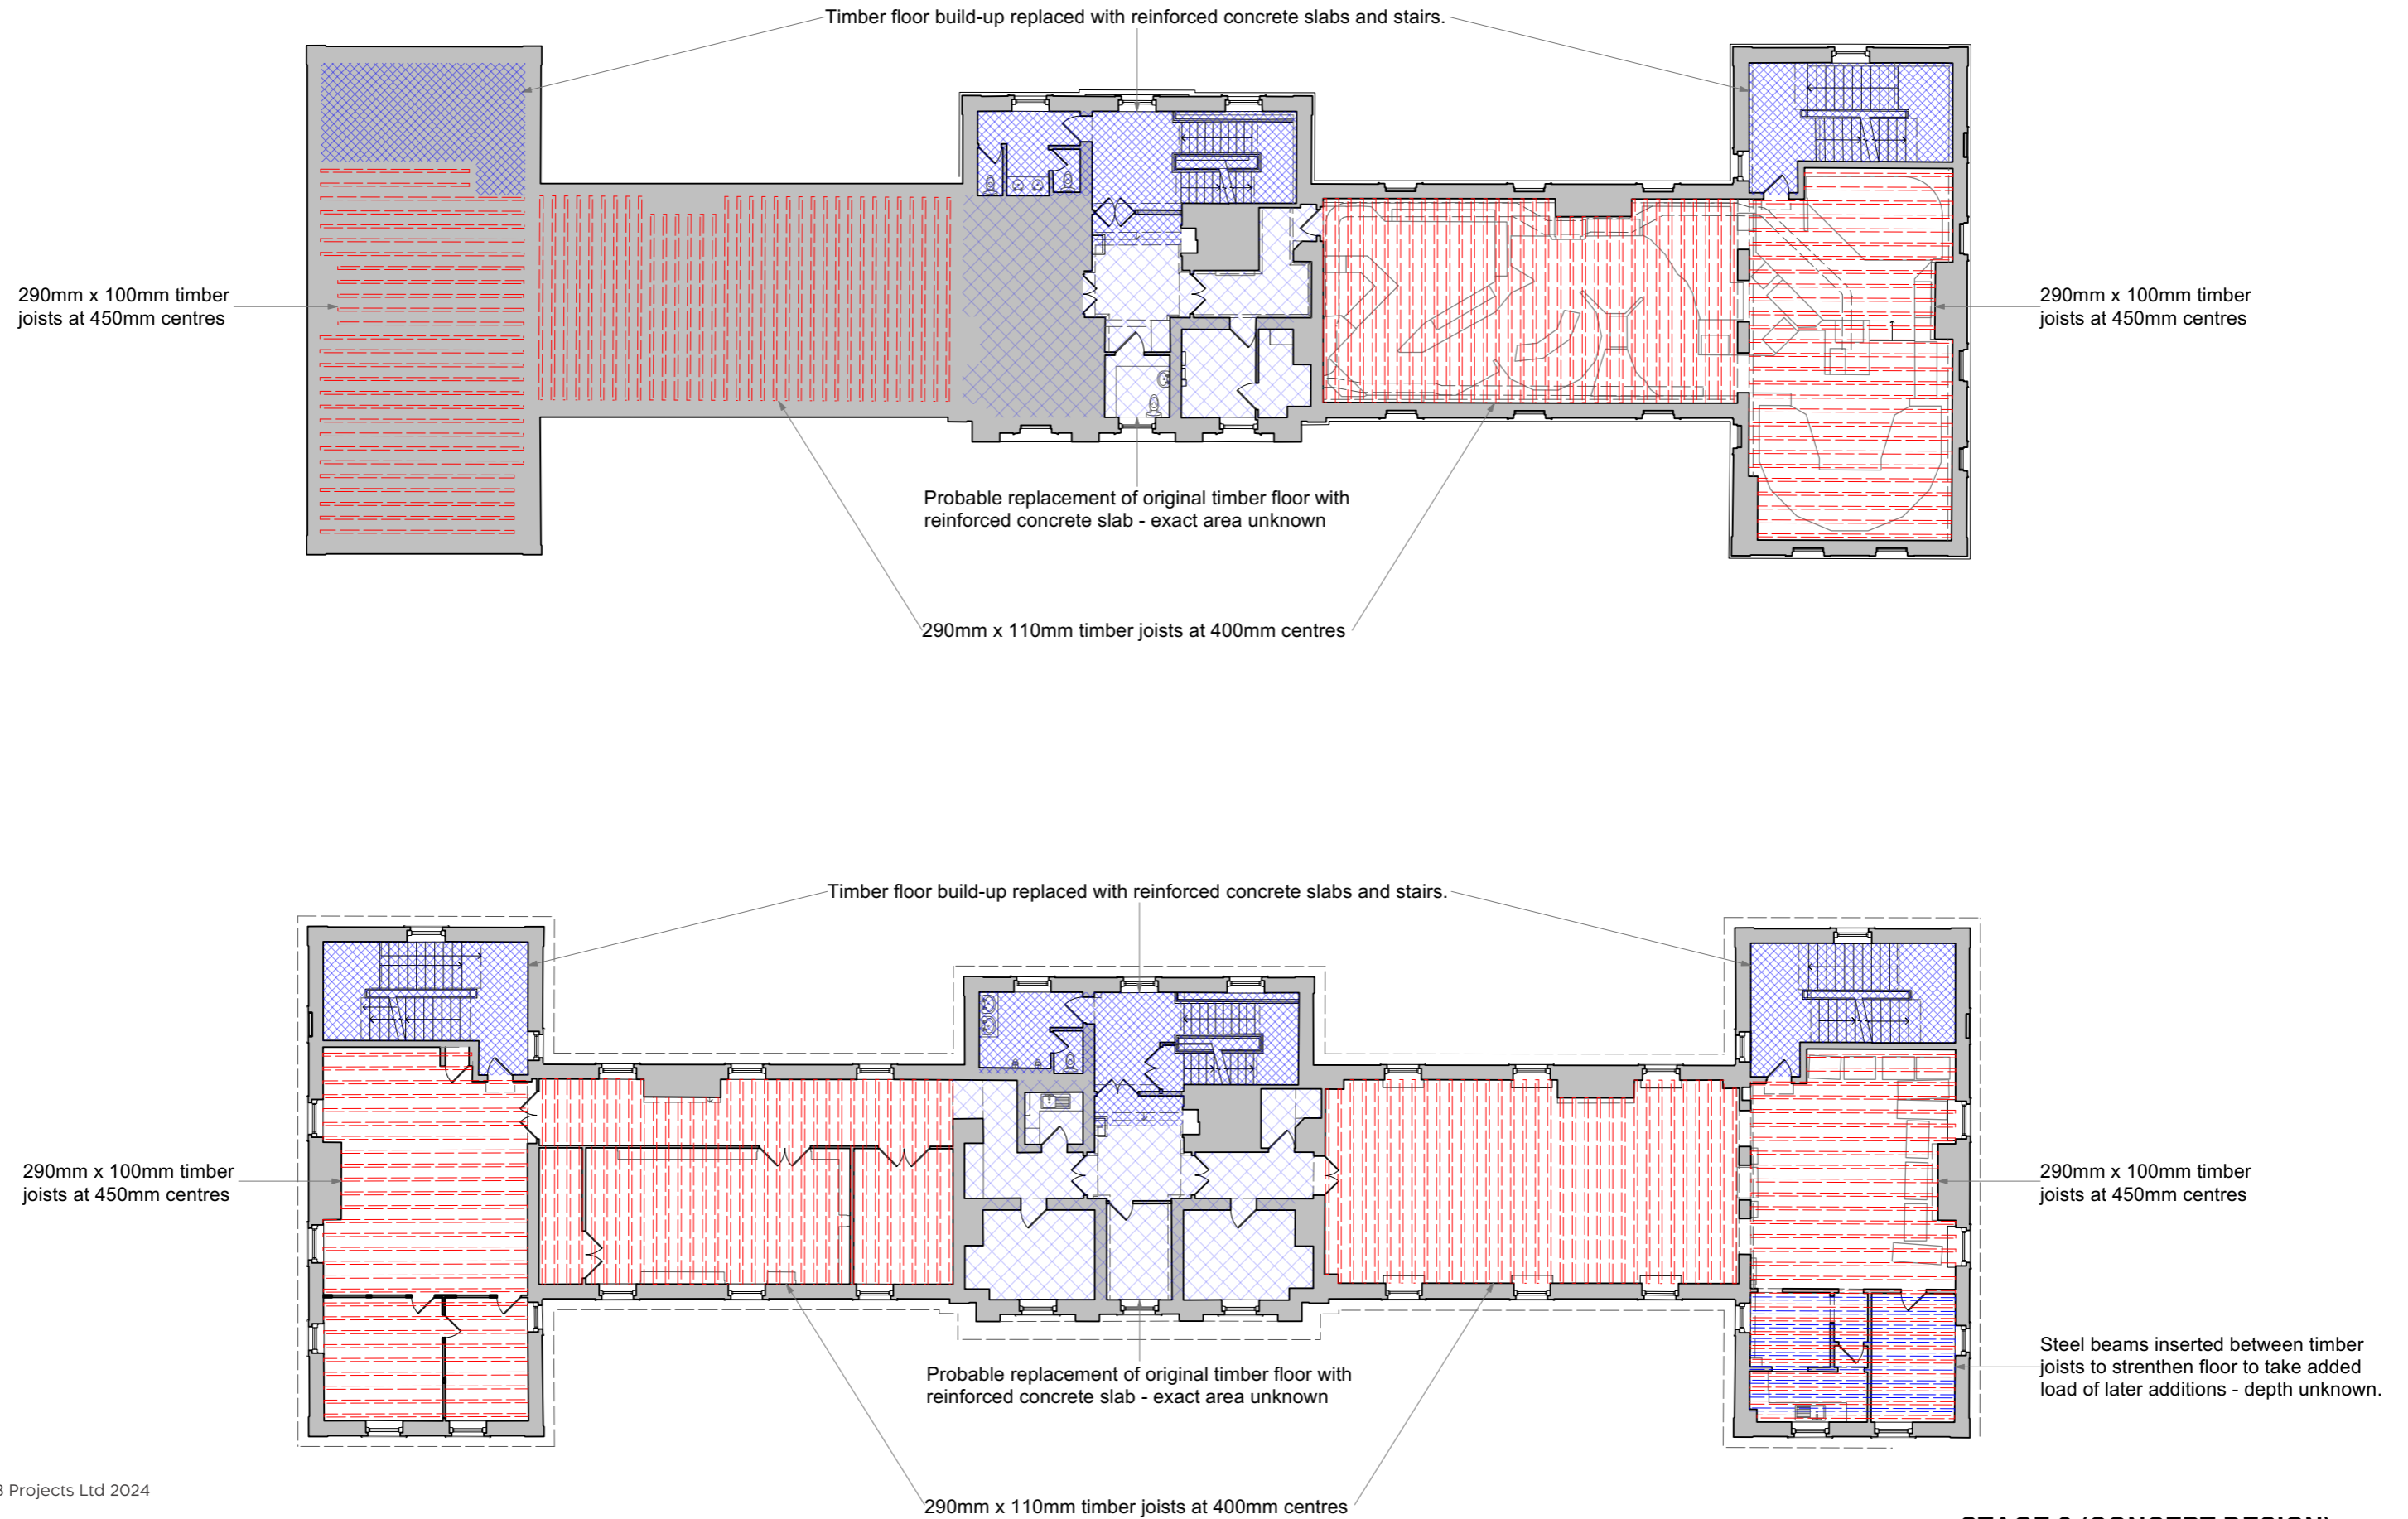 Timber floor build-up replaced with reinforced concrete slabs and stairs.
290mm x 100mm timber
joists at 450mm centres
290mm x 100mm timber
joists at 450mm centres
Probable replacement of original timber floor with
reinforced concrete slab - exact area unknown
290mm x 110mm timber joists at 400mm centres
Timber floor build-up replaced with reinforced concrete slabs and stairs.
290mm x 100mm timber
joists at 450mm centres
290mm x 100mm timber
joists at 450mm centres
Steel beams inserted between timber
joists to strenthen floor to take added
load of later additions - depth unknown.
Probable replacement of original timber floor with
reinforced concrete slab - exact area unknown
Projects Ltd 2024
290mm x 110mm timber joists at 400mm centres